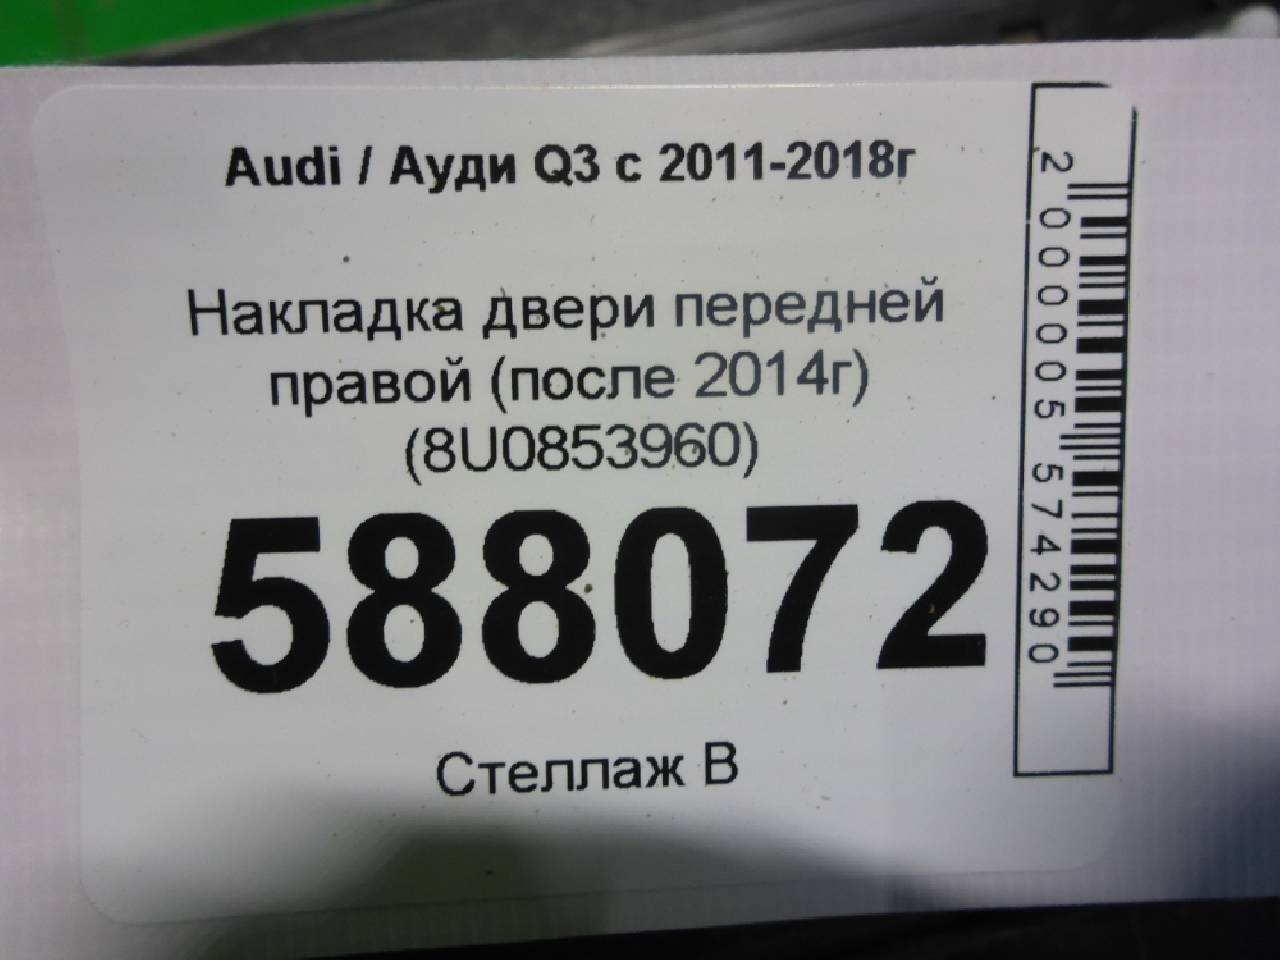 Audi / Ауди Q3 с 2011-2018г
Накладка двери передней
правой (после 2014г)
(8U0853960)
588072
Стеллаж В
2000005574290